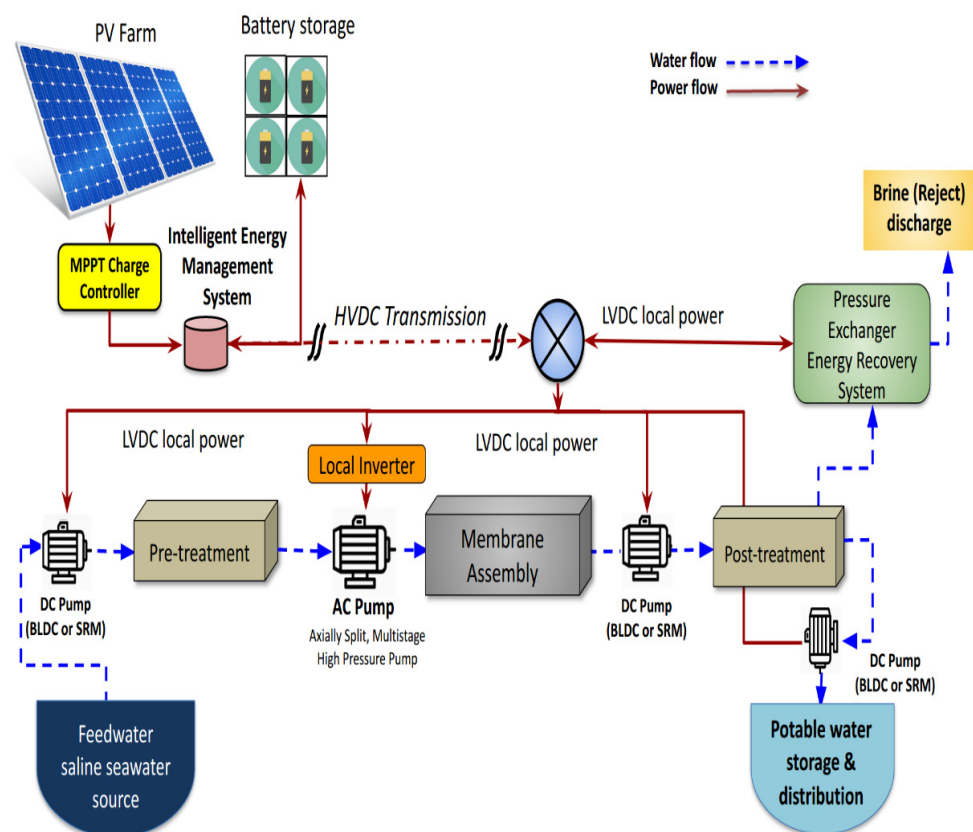 PV Farm
Battery storage
Water flow
Power flow
Brine (Reject)
discharge
MPPT Charge
Controller
Intelligent Energy
Management
System
HVDC Transmission
LVDC local power
Pressure
Exchanger
Energy Recovery
System
LVDC local power
Local Inverter
LVDC local power
Pre-treatment
Membrane
Assembly
Post-treatment
DC Pump
(BLDC or SRM)
AC Pump
Axially Split, Multistage
High Pressure Pump
DC Pump
(BLDC or SRM)
DC Pump
(BLDC or SRM)
Feedwater
saline seawater
source
Potable water
storage &
distribution